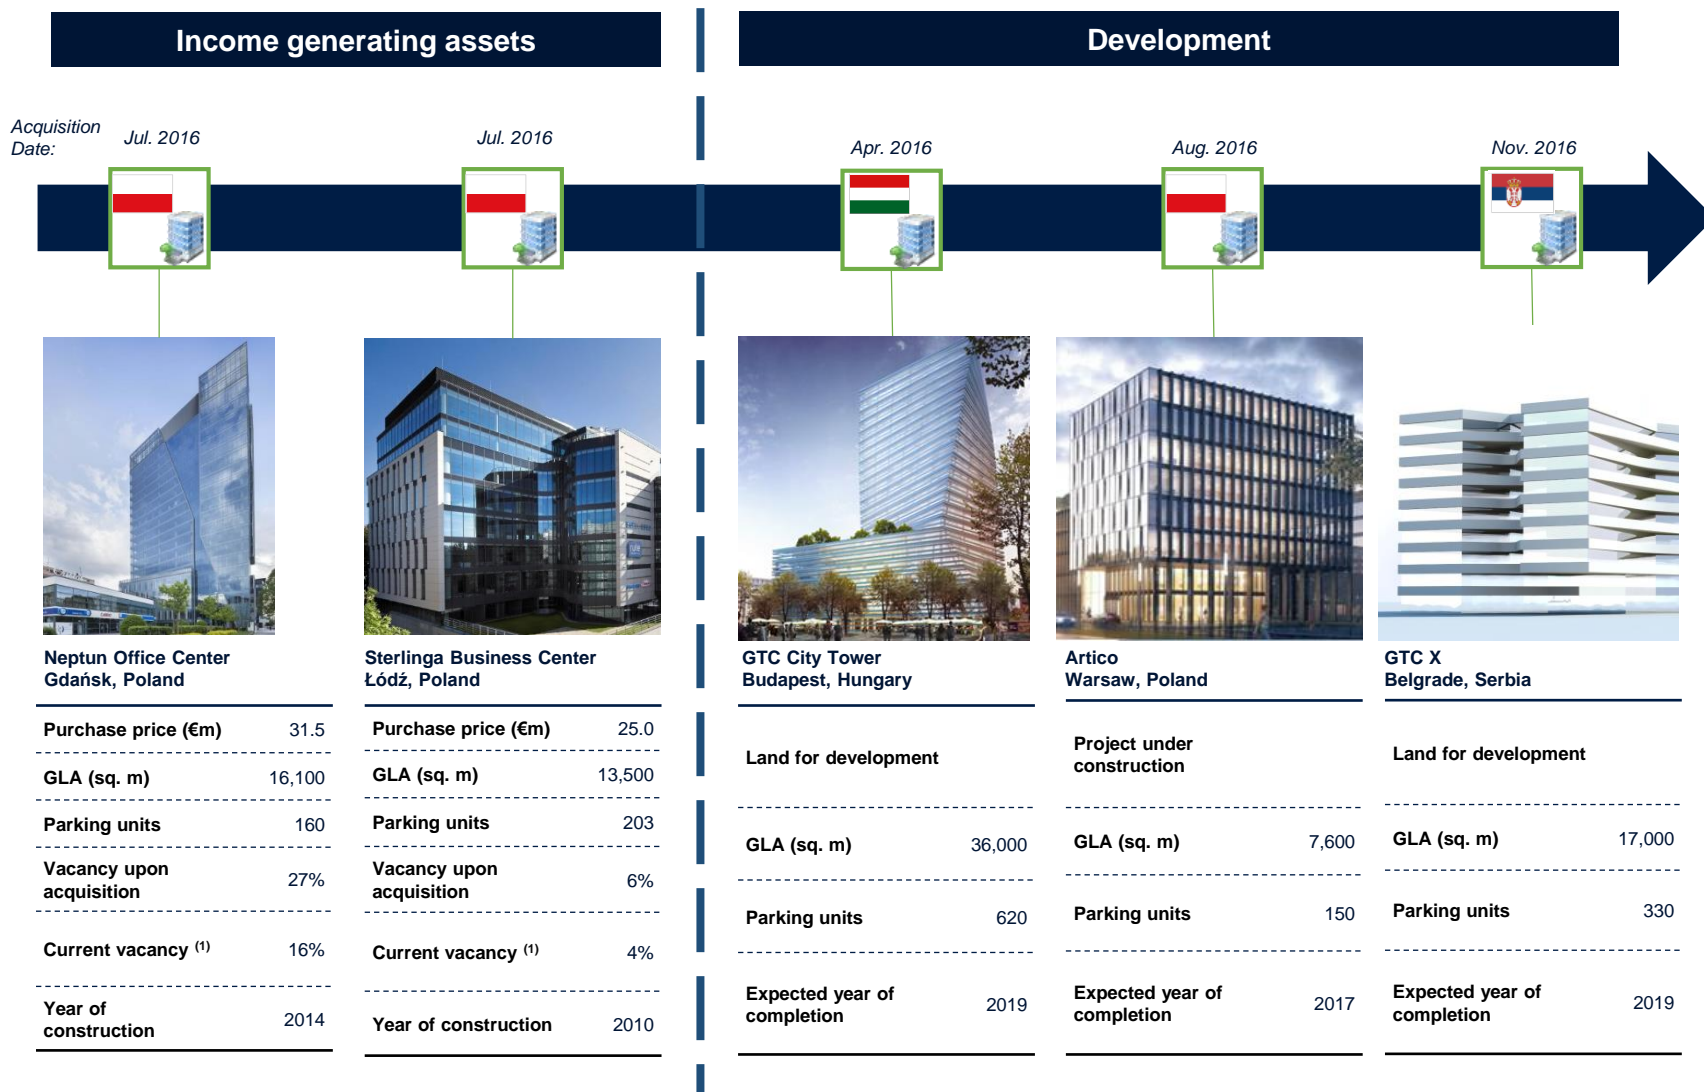 Income generating assets
Development
Acquisition
Date:
Jul. 2016
Jul. 2016
Apr. 2016
Aug. 2016
Nov. 2016
Neptun Office Center
Gdańsk, Poland
Purchase price (€m) 31.5
GLA (sq. m) 16,100
Parking units 160
Vacancy upon
acquisition 27%
Current vacancy (1) 16%
Year of
construction 2014
Sterlinga Business Center
Łódź, Poland
Purchase price (€m) 25.0
GLA (sq. m) 13,500
Parking units 203
Vacancy upon
acquisition 6%
Current vacancy (1) 4%
Year of construction 2010
GTC City Tower
Budapest, Hungary
Land for development
GLA (sq. m) 36,000
Parking units 620
Expected year of
completion 2019
Artico
Warsaw, Poland
Project under
construction
GLA (sq. m) 7,600
Parking units 150
Expected year of
completion 2017
GTC X
Belgrade, Serbia
Land for development
GLA (sq. m) 17,000
Parking units 330
Expected year of
completion 2019